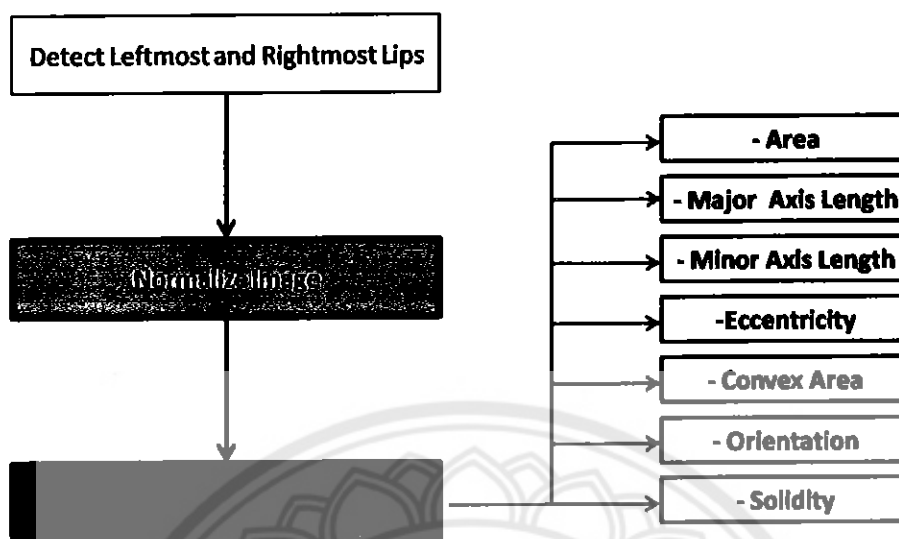 Detect Leftmost and Rightmost Lips
Normalize Image
- Area
- Major Axis Length
- Minor Axis Length
-Eccentricity
- Convex Area
- Orientation
- Solidity